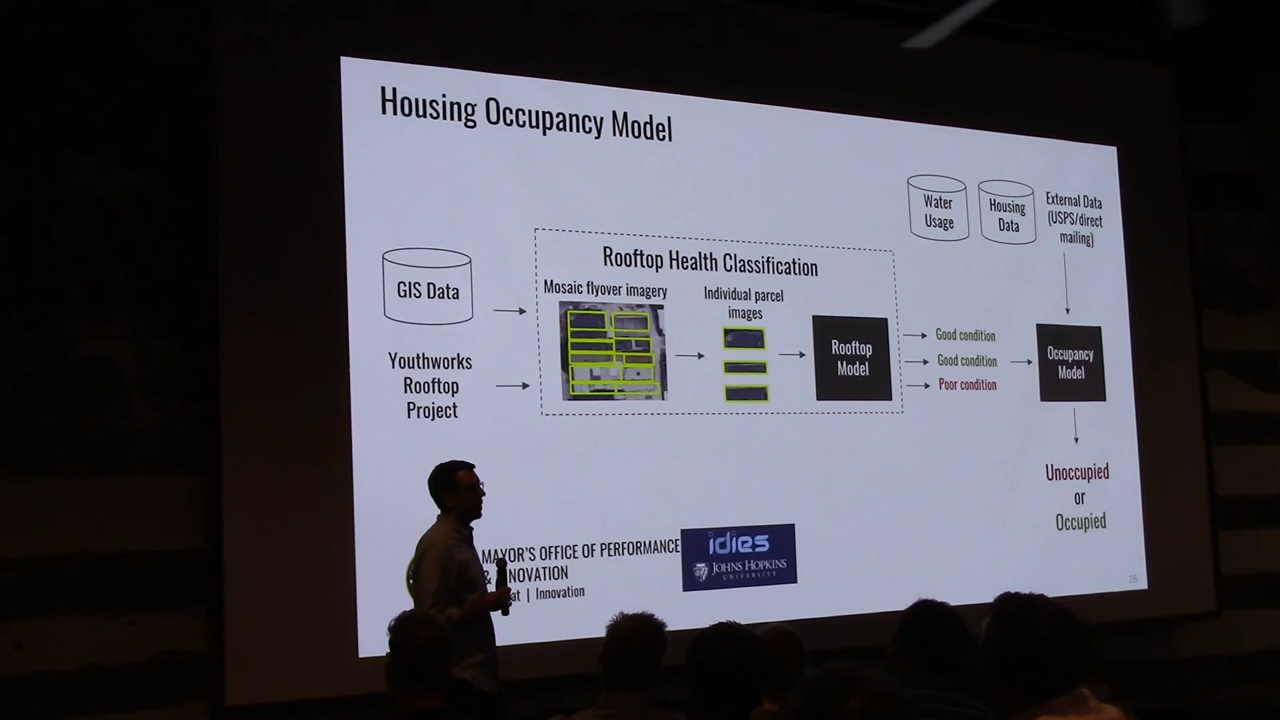 Housing Occupancy Model
Water
Usage
Housing
Data
External Data
(USPS/direct
mailing)
GIS Data
Youthworks
Rooftop
Project
Rooftop Health Classification
Mosaic flyover imagery
Individual parcel
images
Rooftop
Model
Good condition
Good condition
Poor condition
Occupancy
Model
Unoccupied
or
Occupied
MAYOR'S OFFICE OF PERFORMANCE
& INNOVATION
at | Innovation
idies
JOHNS HOPKINS
UNIVERSITY
26